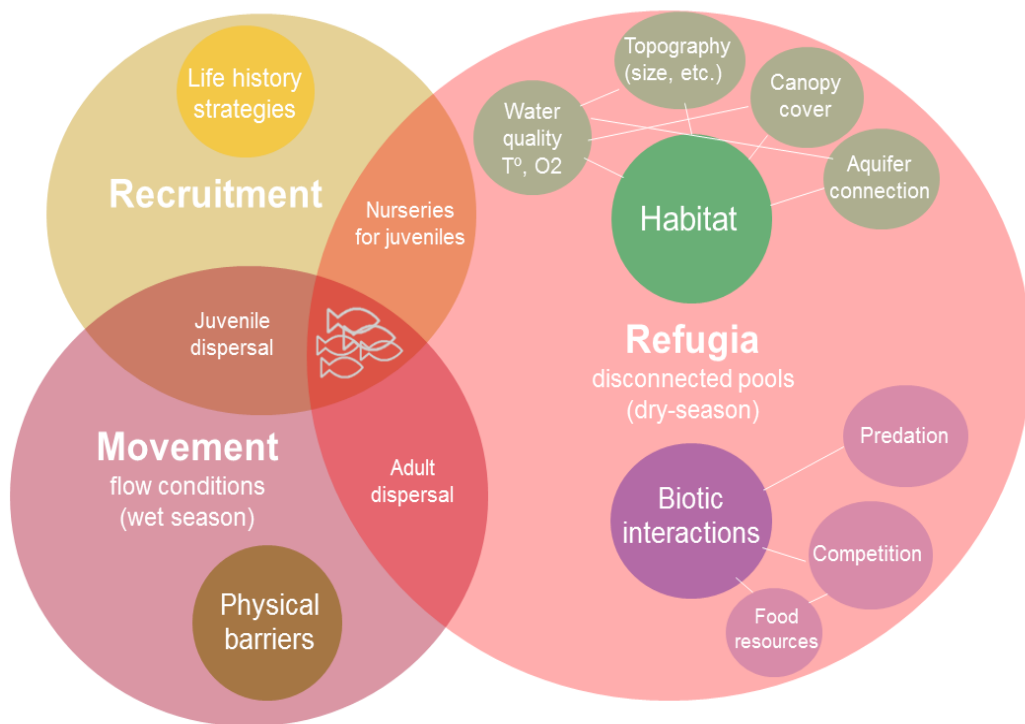 Life history
strategies
Recruitment
Nurseries
for juveniles
Juvenile
dispersal
Movement
flow conditions
(wet season)
Adult
dispersal
Physical
barriers
Topography
(size, etc.)
Water
quality
Tº, O2
Canopy
cover
Aquifer
connection
Habitat
Refugia
disconnected pools
(dry-season)
Biotic
interactions
Predation
Competition
Food
resources